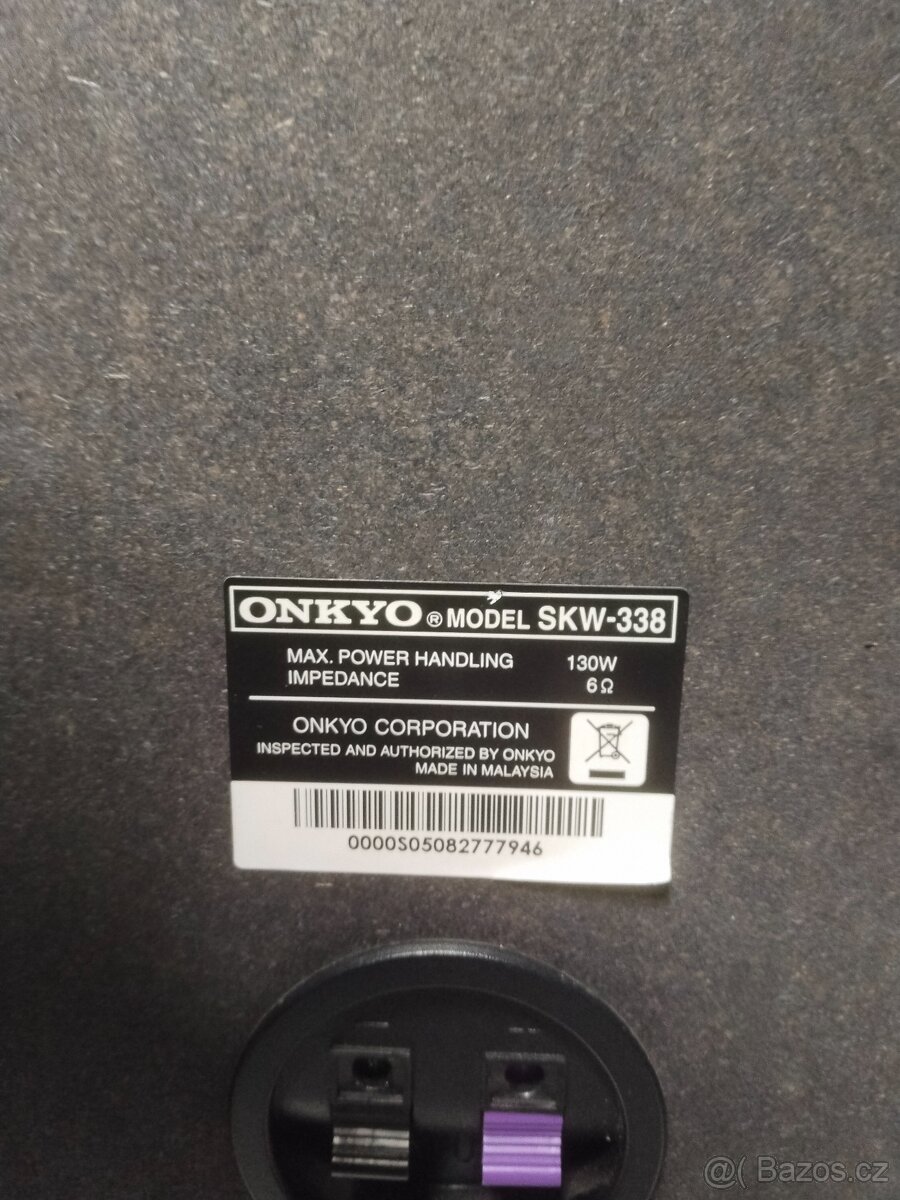 ONKYO® MODEL SKW-338
MAX. POWER HANDLING 130W
IMPEDANCE 6Ω
ONKYO CORPORATION
INSPECTED AND AUTHORIZED BY ONKYO
MADE IN MALAYSIA
0000S05082777946
@( Bazos.cz